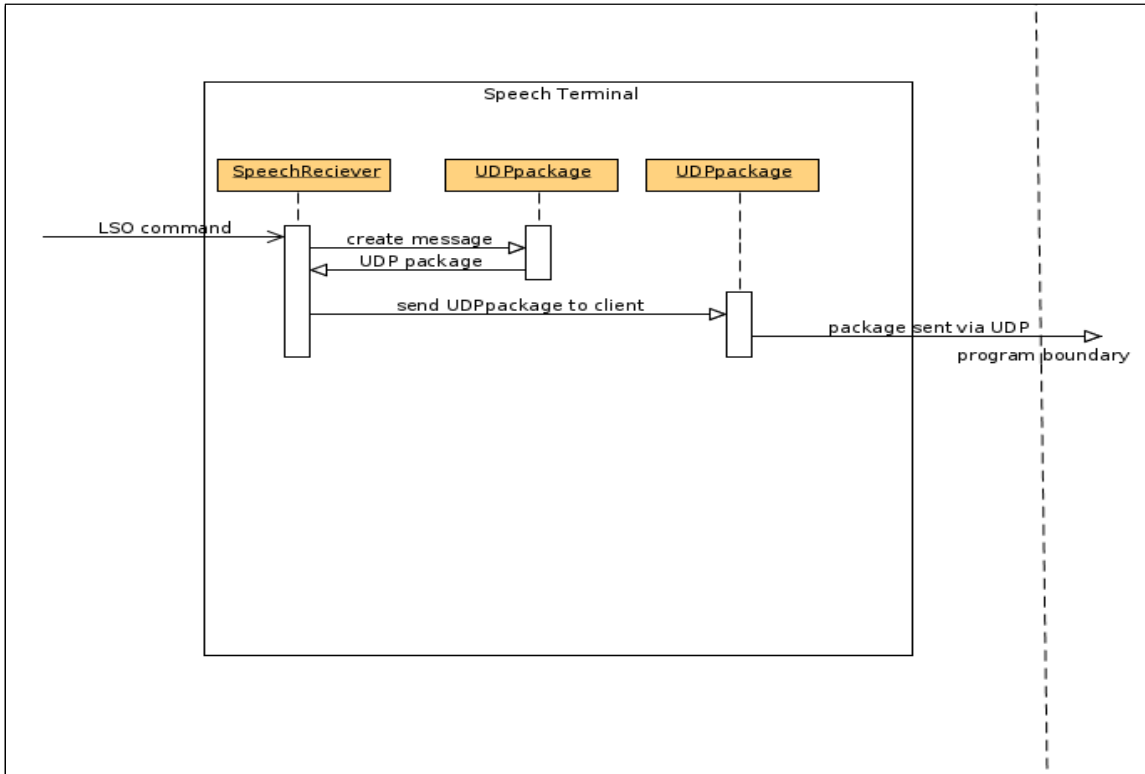 Speech Terminal
SpeechReciever
UDPpackage
UDPpackage
LSO command
create message
UDP package
send UDPpackage to client
package sent via UDP
program boundary